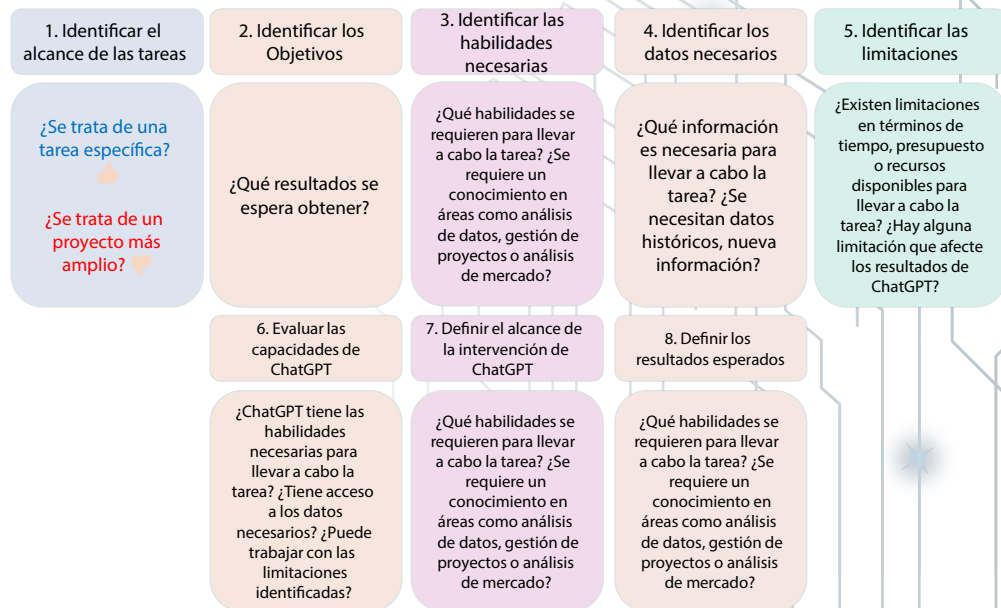 1. Identificar el
alcance de las tareas
¿Se trata de una
tarea específica?
¿Se trata de un
proyecto más
amplio?
2. Identificar los
Objetivos
¿Qué resultados se
espera obtener?
3. Identificar las
habilidades
necesarias
¿Qué habilidades se
requieren para llevar
a cabo la tarea? ¿Se
requiere un
conocimiento en
áreas como análisis
de datos, gestión de
proyectos o análisis
de mercado?
4. Identificar los
datos necesarios
¿Qué información
es necesaria para
llevar a cabo la
tarea? ¿Se
necesitan datos
históricos, nueva
información?
5. Identificar las
limitaciones
¿Existen limitaciones
en términos de
tiempo, presupuesto
o recursos
disponibles para
llevar a cabo la
tarea? ¿Hay alguna
limitación que afecte
los resultados de
ChatGPT?
6. Evaluar las
capacidades de
ChatGPT
¿ChatGPT tiene las
habilidades
necesarias para
llevar a cabo la
tarea? ¿Tiene acceso
a los datos
necesarios? ¿Puede
trabajar con las
limitaciones
identificadas?
7. Definir el alcance de
la intervención de
ChatGPT
¿Qué habilidades se
requieren para llevar
a cabo la tarea? ¿Se
requiere un
conocimiento en
áreas como análisis
de datos, gestión de
proyectos o análisis
de mercado?
8. Definir los
resultados esperados
¿Qué habilidades se
requieren para llevar
a cabo la tarea? ¿Se
requiere un
conocimiento en
áreas como análisis
de datos, gestión de
proyectos o análisis
de mercado?